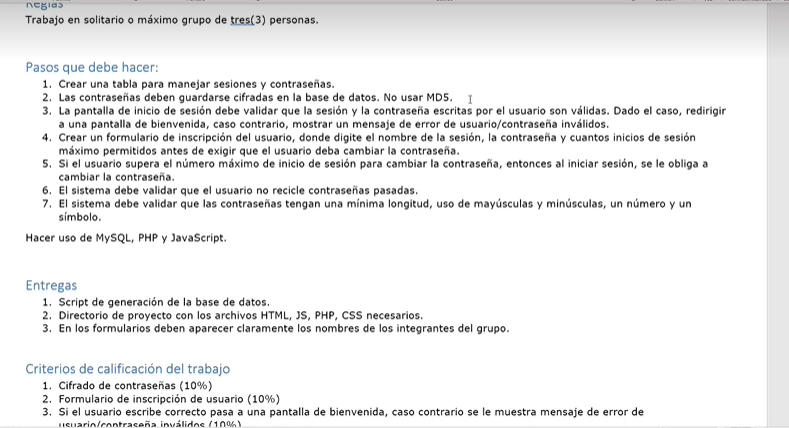 Reglas
Trabajo en solitario o máximo grupo de tres(3) personas.
Pasos que debe hacer:
1. Crear una tabla para manejar sesiones y contraseñas.
2. Las contraseñas deben guardarse cifradas en la base de datos. No usar MD5.
3. La pantalla de inicio de sesión debe validar que la sesión y la contraseña escritas por el usuario son válidas. Dado el caso, redirigir
a una pantalla de bienvenida, caso contrario, mostrar un mensaje de error de usuario/contraseña inválidos.
4. Crear un formulario de inscripción del usuario, donde digite el nombre de la sesión, la contraseña y cuantos inicios de sesión
máximo permitidos antes de exigir que el usuario deba cambiar la contraseña.
5. Si el usuario supera el número máximo de inicio de sesión para cambiar la contraseña, entonces al iniciar sesión, se le obliga a
cambiar la contraseña.
6. El sistema debe validar que el usuario no recicle contraseñas pasadas.
7. El sistema debe validar que las contraseñas tengan una mínima longitud, uso de mayúsculas y minúsculas, un número y un
símbolo.
Hacer uso de MySQL, PHP y JavaScript.
Entregas
1. Script de generación de la base de datos.
2. Directorio de proyecto con los archivos HTML, JS, PHP, CSS necesarios.
3. En los formularios deben aparecer claramente los nombres de los integrantes del grupo.
Criterios de calificación del trabajo
1. Cifrado de contraseñas (10%)
2. Formulario de inscripción de usuario (10%)
3. Si el usuario escribe correcto pasa a una pantalla de bienvenida, caso contrario se le muestra mensaje de error de
usuario/contraseña inválidos (10%)